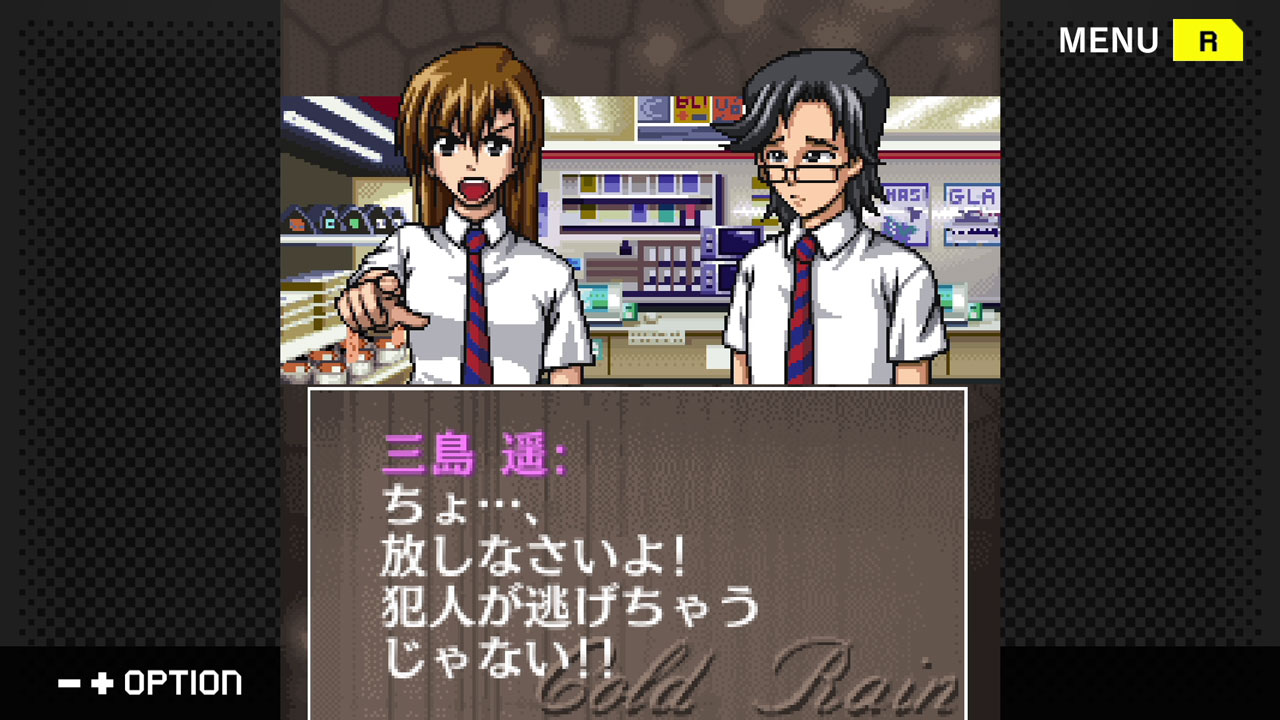 MENU R
GLA
三島 遥:
ちょ…、
放しなさいよ!
犯人が逃げちゃう
じゃない!!
Cold Rain
− + OPTION